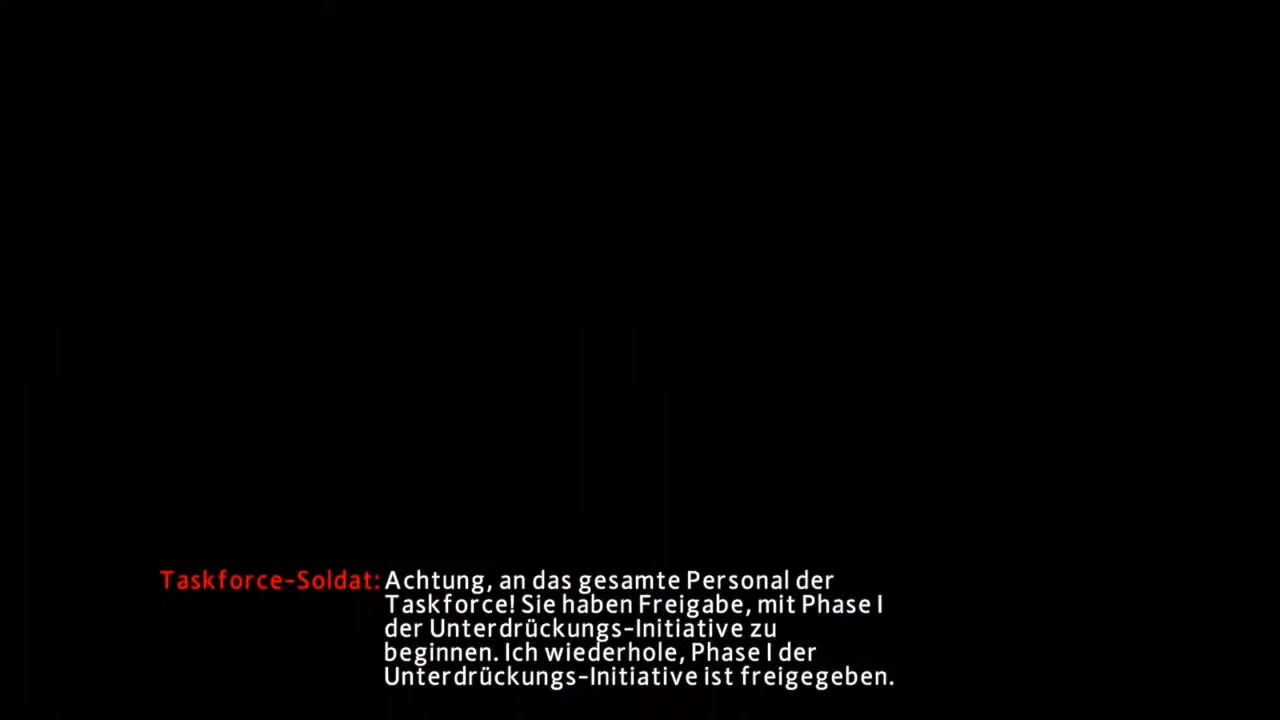 Taskforce-Soldat: Achtung, an das gesamte Personal der
Taskforce! Sie haben Freigabe, mit Phase I
der Unterdrückungs-Initiative zu
beginnen. Ich wiederhole, Phase I der
Unterdrückungs-Initiative ist freigegeben.